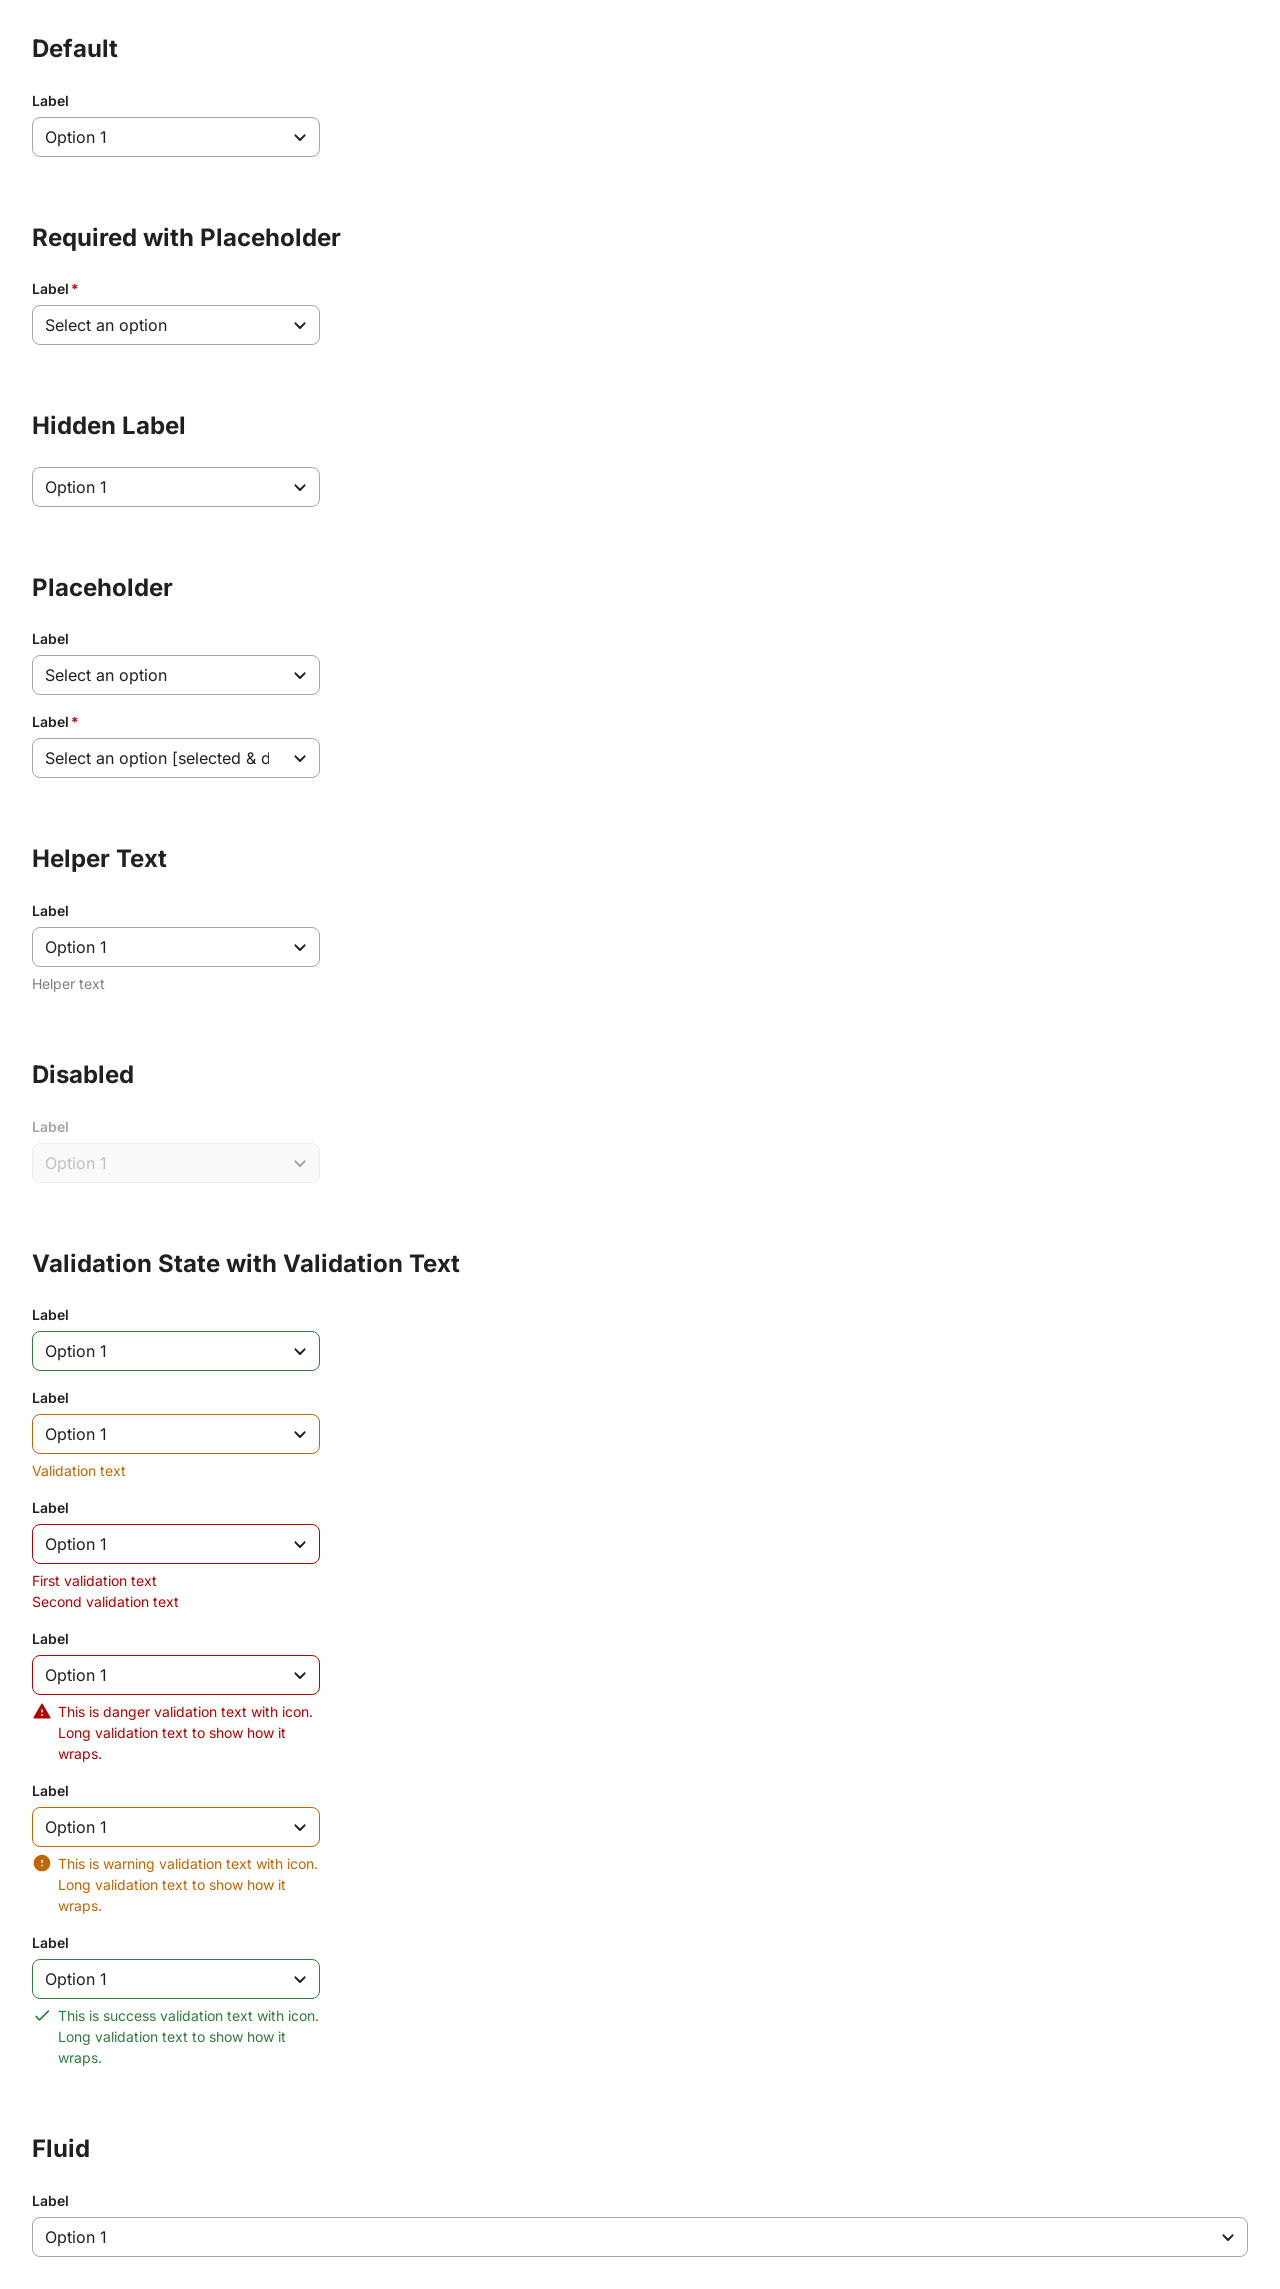 Default
Label
Option 1
Required with Placeholder
Label*
Select an option
Hidden Label
Option 1
Placeholder
Label
Select an option
Label*
Select an option [selected & d
Helper Text
Label
Option 1
Helper text
Disabled
Label
Option 1
Validation State with Validation Text
Label
Option 1
Label
Option 1
Validation text
Label
Option 1
First validation text
Second validation text
Label
Option 1
This is danger validation text with icon.
Long validation text to show how it
wraps.
Label
Option 1
This is warning validation text with icon.
Long validation text to show how it
wraps.
Label
Option 1
This is success validation text with icon.
Long validation text to show how it
wraps.
Fluid
Label
Option 1